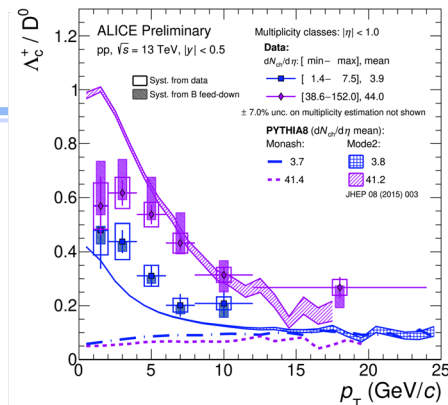 Λc+ / D0
1.2
1
0.8
0.6
0.4
0.2
0
ALICE Preliminary
pp, √s = 13 TeV, |y| < 0.5
Syst. from data
Syst. from B feed-down
Multiplicity classes: |η| < 1.0
Data:
dNch/dη:[ min– max], mean:
[ 1.4– 7.5], 3.9
[38.6–152.0], 44.0
± 7.0% unc. on multiplicity estimation not shown
PYTHIA8 (dNch/dη mean):
Monash: Mode2:
3.7 3.8
41.4 41.2
JHEP 08 (2015) 003
0 5 10 15 20 25
pT (GeV/c)